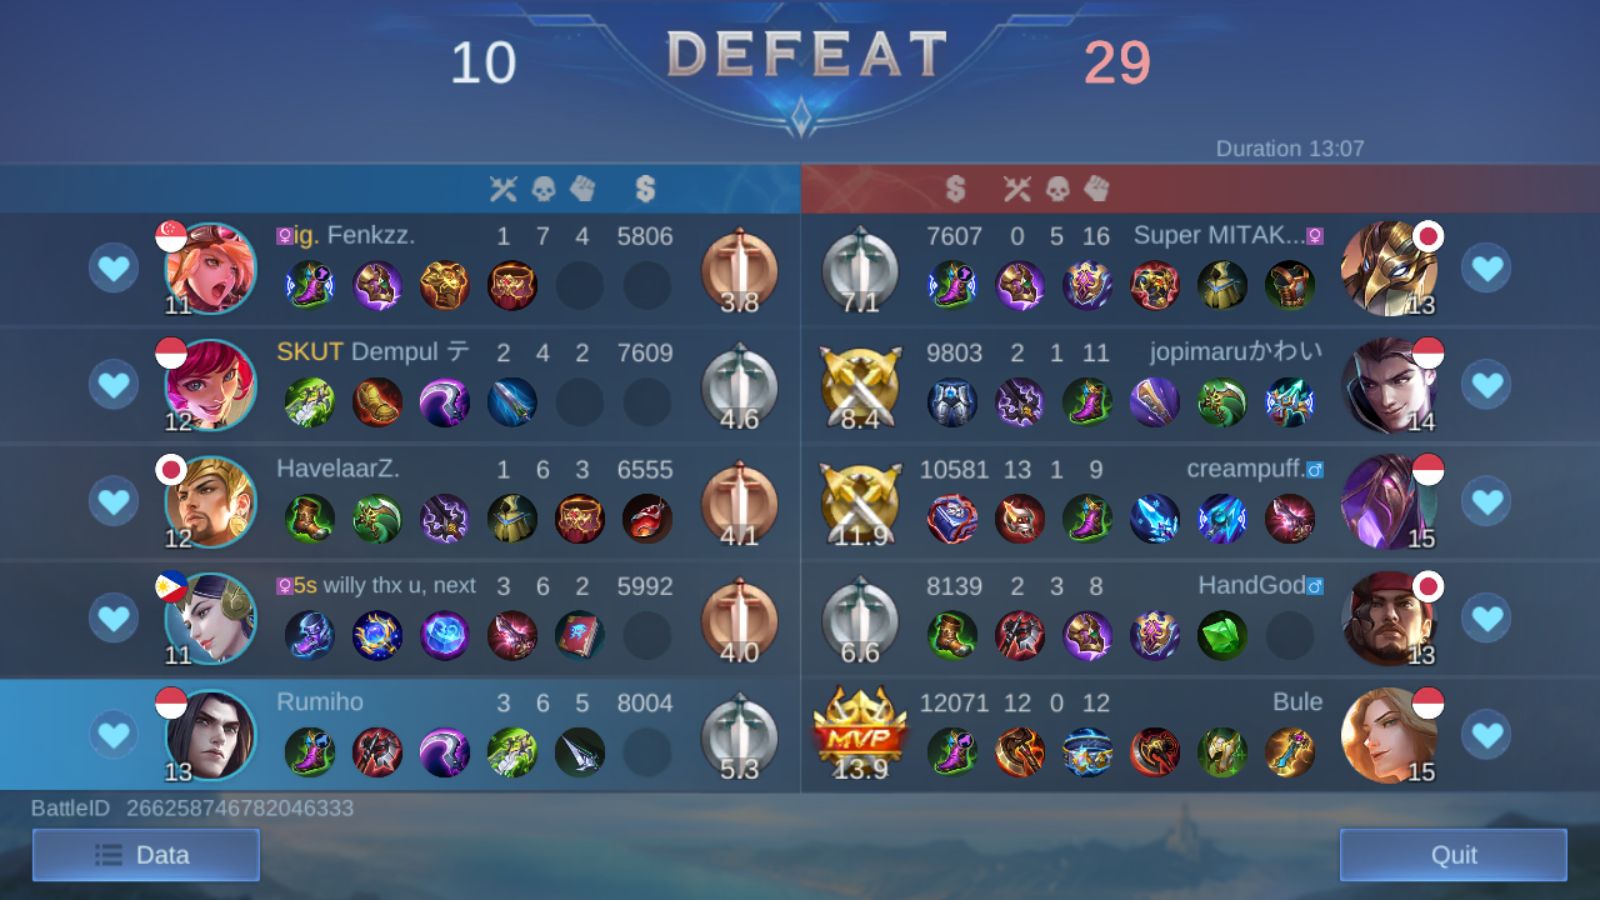 10 DEFEAT 29
Duration 13:07
ig. Fenkzz. 1 7 4 5806
11 3.8
7607 0 5 16 Super MITAK...
7.1 13
SKUT Dempul テ 2 4 2 7609
12 4.6
9803 2 1 11 jopimaruかわい
8.4 14
HavelaarZ. 1 6 3 6555
12 4.1
10581 13 1 9 creampuff.
11.9 15
5s willy thx u, next 3 6 2 5992
11 4.0
8139 2 3 8 HandGod
6.6 13
Rumiho 3 6 5 8004
13 5.3
12071 12 0 12 Bule
MVP
13.9 15
BattleID 266258746782046333
Data Quit